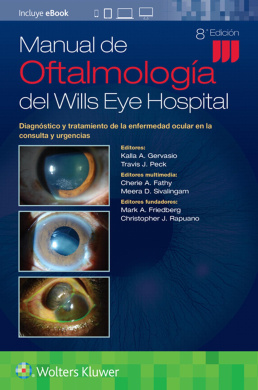 Incluye eBook
8ª Edición
Manual de
Oftalmología
del Wills Eye Hospital
Diagnóstico y tratamiento de la enfermedad ocular en la
consulta y urgencias
Editores:
Kalla A. Gervasio
Travis J. Peck
Editores multimedia:
Cherie A. Fathy
Meera D. Sivalingam
Editores fundadores:
Mark A. Friedberg
Christopher J. Rapuano
Wolters Kluwer